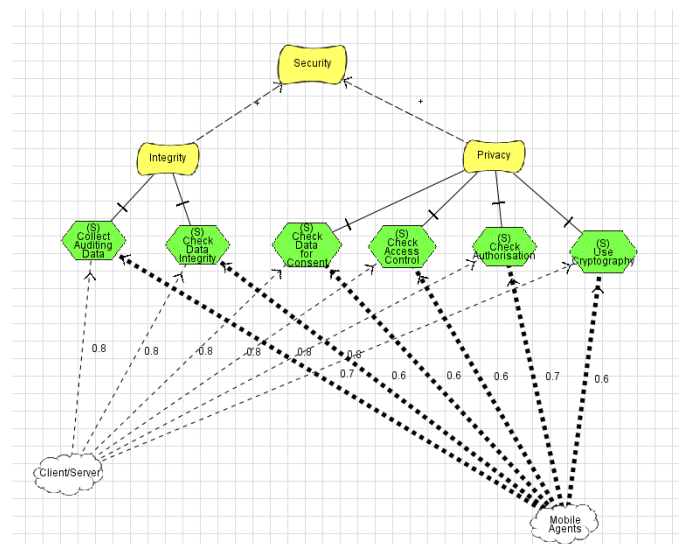 Security
+
+
Integrity
Privacy
(S)
Collect
Auditing
Data
(S)
Check
Data
Integrity
(S)
Check
Data
for
Consent
(S)
Check
Access
Control
(S)
Check
Authorisation
(S)
Use
Cryptography
0.8
0.8
0.8
0.8
0.8
0.8
0.7
0.6
0.6
0.6
0.7
0.6
Client/Server
Mobile
Agents